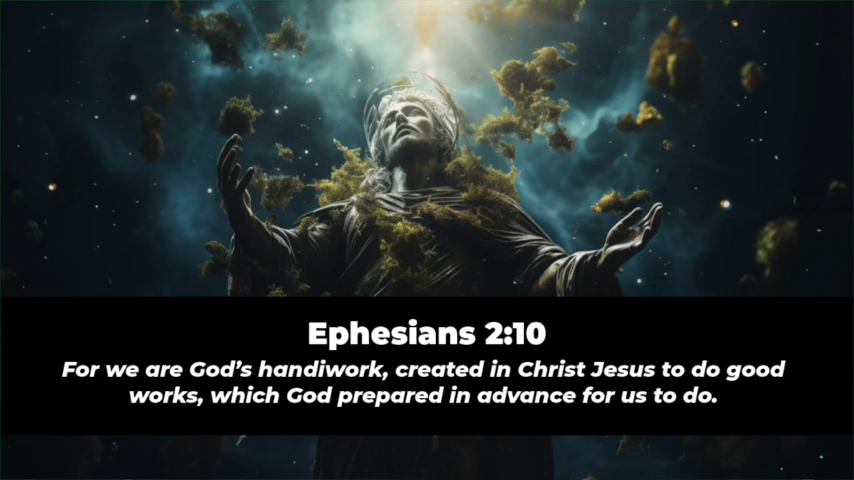 Ephesians 2:10
For we are God’s handiwork, created in Christ Jesus to do good
works, which God prepared in advance for us to do.